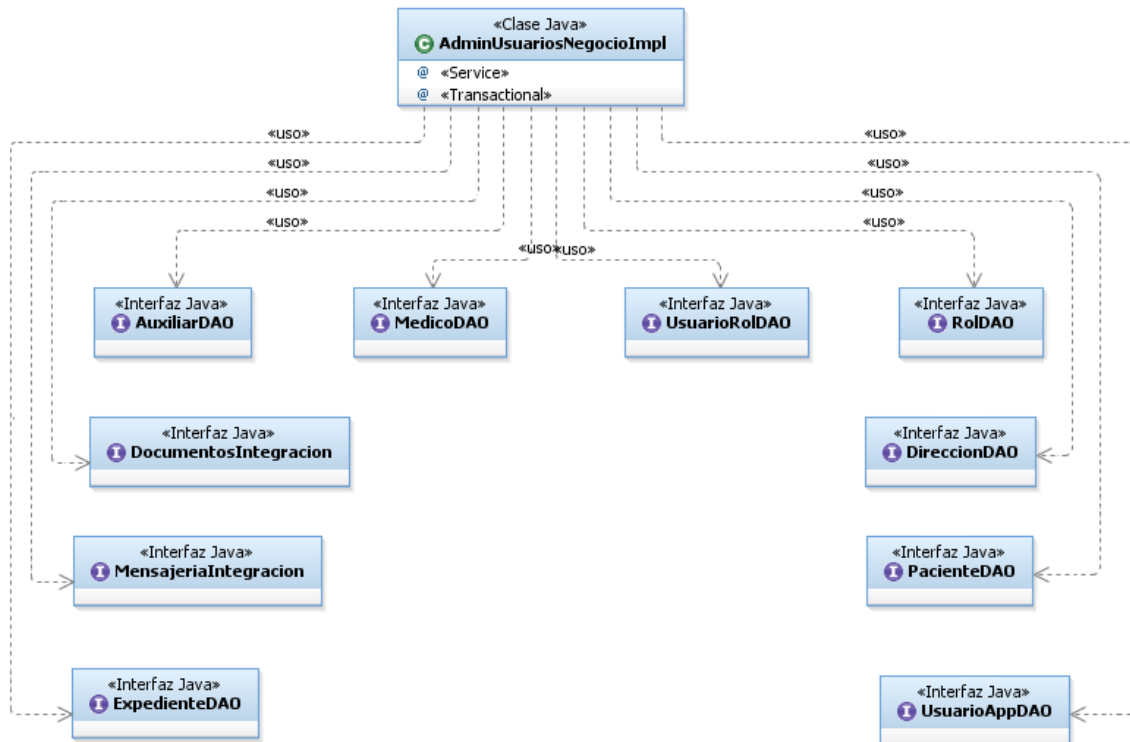 «Clase Java»
AdminUsuariosNegocioImpl
@ «Service»
@ «Transactional»
«uso»
«uso»
«uso»
«uso»
«uso»
«uso»
«uso»
«uso»
«uso»
«uso»
«Interfaz Java»
AuxiliarDAO
«Interfaz Java»
MedicoDAO
«Interfaz Java»
UsuarioRolDAO
«Interfaz Java»
RolDAO
«Interfaz Java»
DocumentosIntegracion
«Interfaz Java»
DireccionDAO
«Interfaz Java»
MensajeriaIntegracion
«Interfaz Java»
PacienteDAO
«Interfaz Java»
ExpedienteDAO
«Interfaz Java»
UsuarioAppDAO